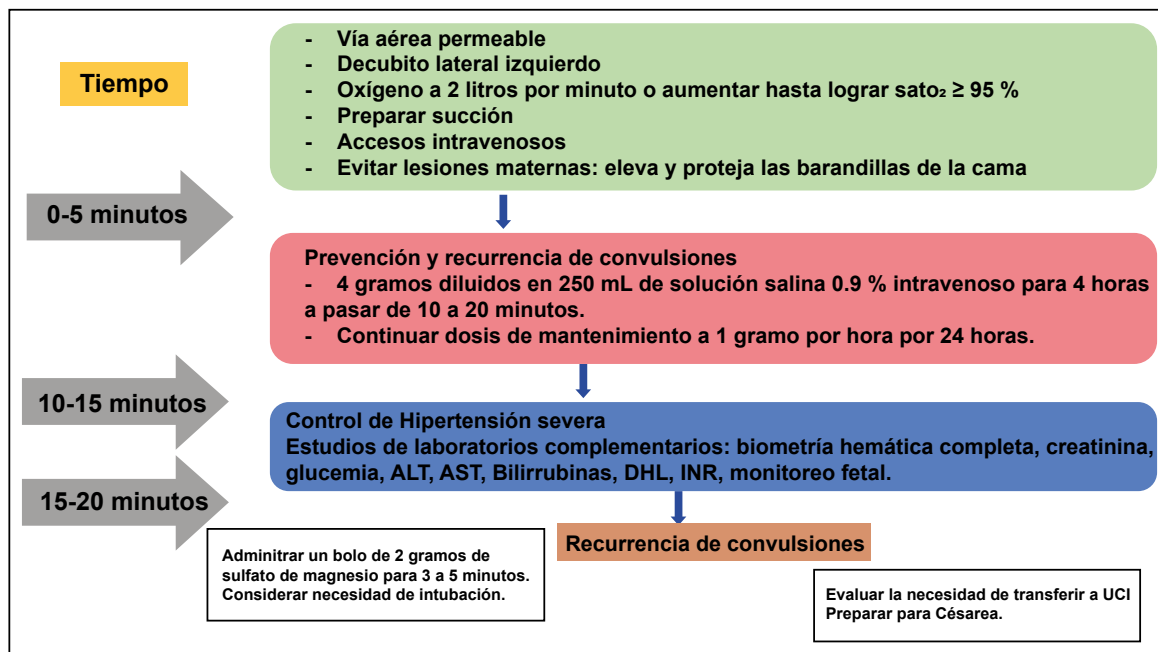 Tiempo
- Vía aérea permeable
- Decubito lateral izquierdo
- Oxígeno a 2 litros por minuto o aumentar hasta lograr sato₂ ≥ 95 %
- Preparar succión
- Accesos intravenosos
- Evitar lesiones maternas: eleva y proteja las barandillas de la cama
0-5 minutos
Prevención y recurrencia de convulsiones
- 4 gramos diluidos en 250 mL de solución salina 0.9 % intravenoso para 4 horas
a pasar de 10 a 20 minutos.
- Continuar dosis de mantenimiento a 1 gramo por hora por 24 horas.
10-15 minutos
Control de Hipertensión severa
Estudios de laboratorios complementarios: biometría hemática completa, creatinina,
glucemia, ALT, AST, Bilirrubinas, DHL, INR, monitoreo fetal.
15-20 minutos
Recurrencia de convulsiones
Adminitrar un bolo de 2 gramos de
sulfato de magnesio para 3 a 5 minutos.
Considerar necesidad de intubación.
Evaluar la necesidad de transferir a UCI
Preparar para Césarea.